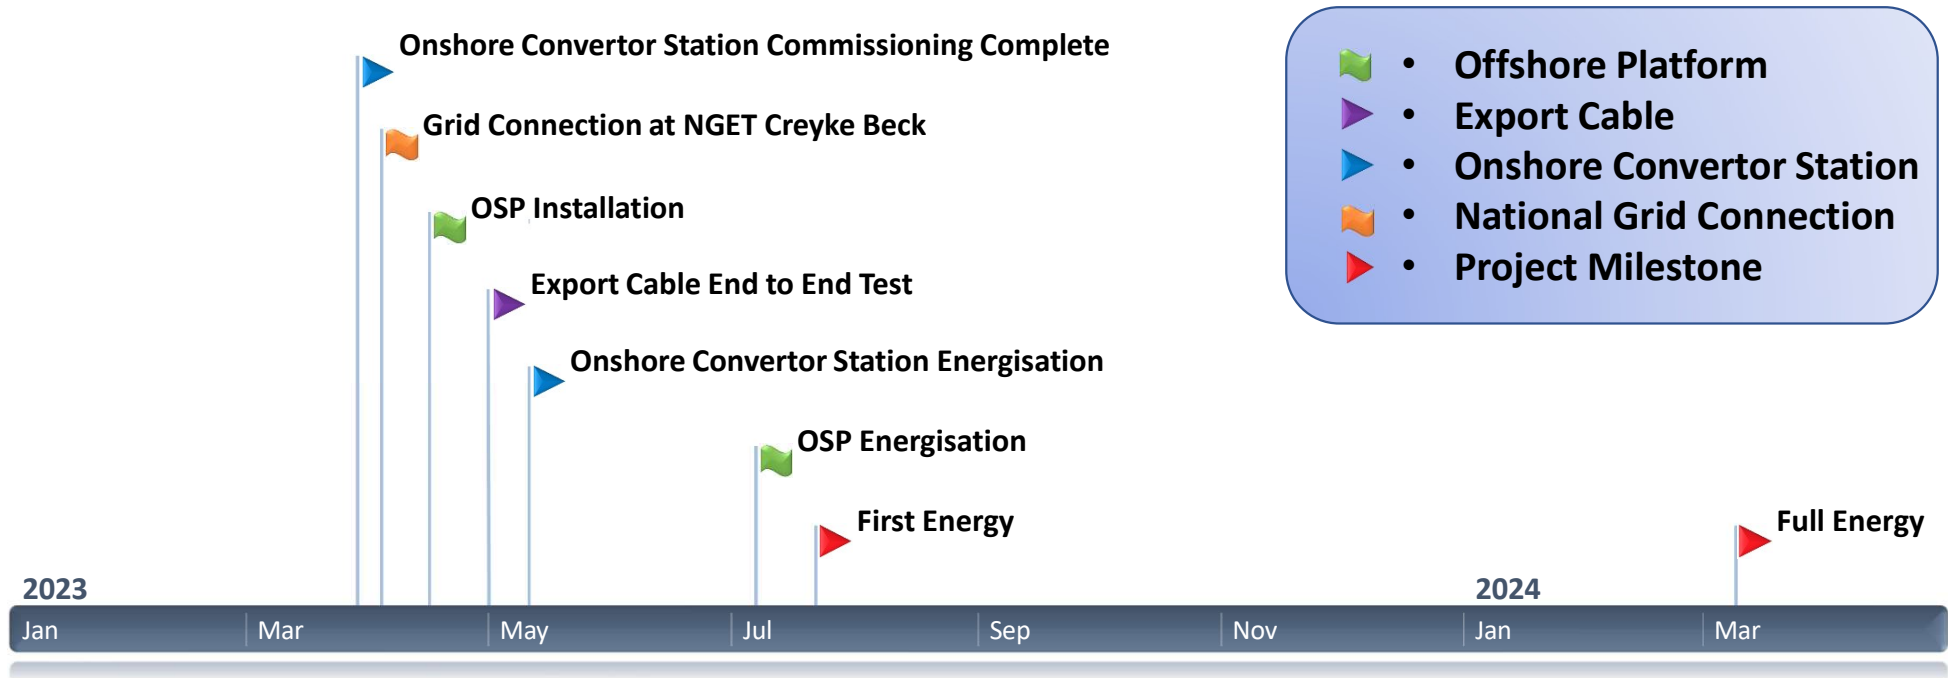 Onshore Convertor Station Commissioning Complete
Grid Connection at NGET Creyke Beck
OSP Installation
Export Cable End to End Test
Onshore Convertor Station Energisation
OSP Energisation
First Energy
Full Energy
• Offshore Platform
• Export Cable
• Onshore Convertor Station
• National Grid Connection
• Project Milestone
2023 2024
Jan Mar May Jul Sep Nov Jan Mar